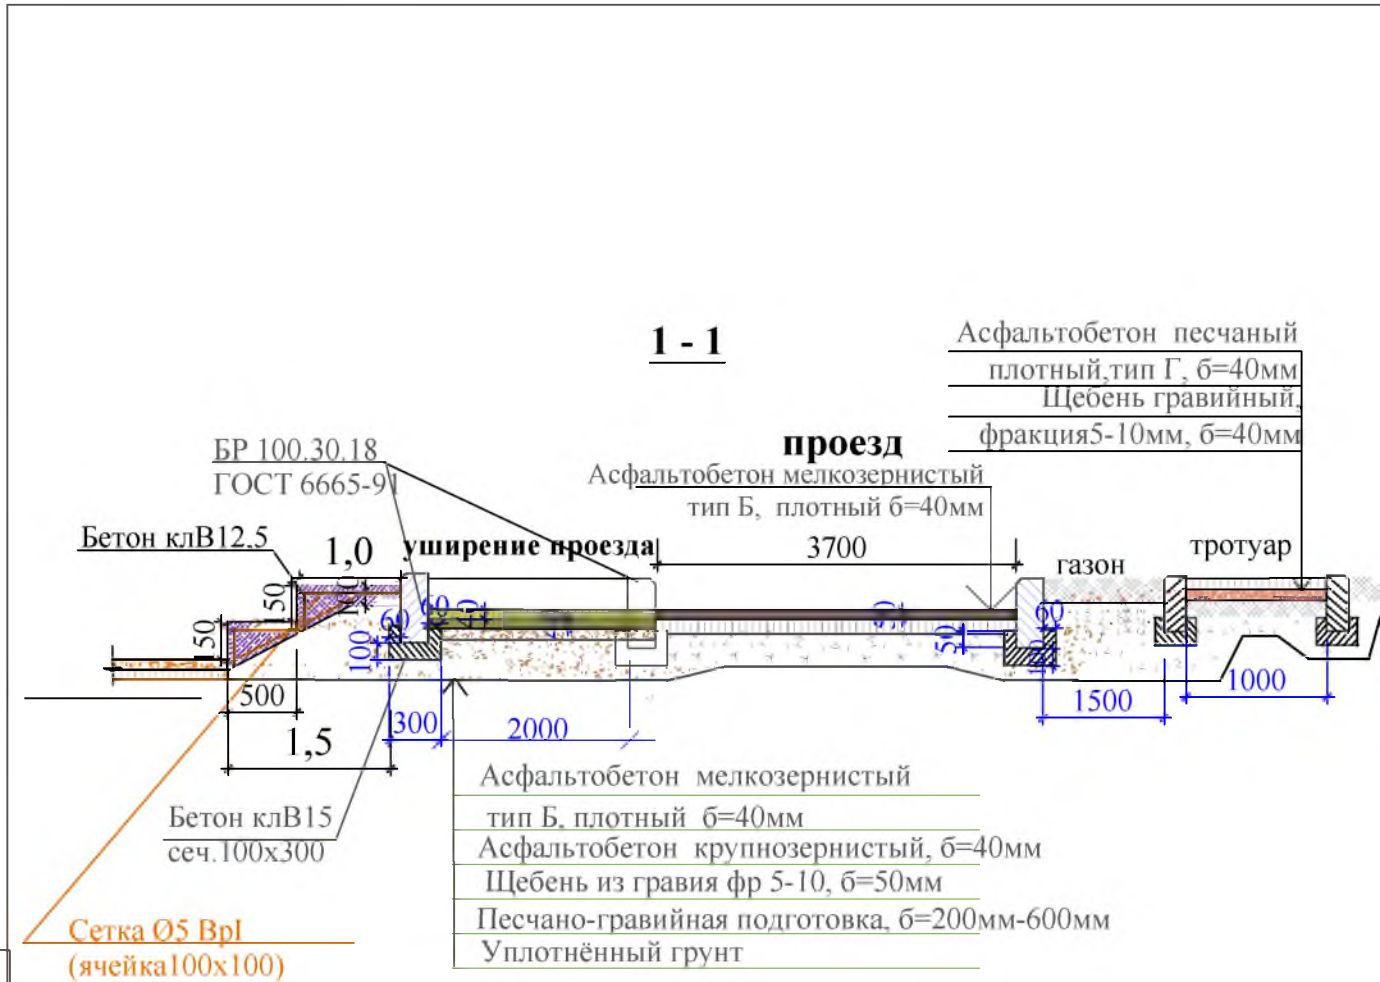 1 - 1
Асфальтобетон песчаный
плотный,тип Г, б=40мм
Щебень гравийный,
фракция5-10мм, б=40мм
БР 100.30.18
ГОСТ 6665-91
проезд
Асфальтобетон мелкозернистый
тип Б, плотный б=40мм
Бетон клВ12,5
1,0
уширение проезда
3700
газон
тротуар
150
150
100
60
60
40
100
50
60
500
300
2000
1500
1000
1,5
Бетон клВ15
сеч.100х300
Асфальтобетон мелкозернистый
тип Б, плотный б=40мм
Асфальтобетон крупнозернистый, б=40мм
Щебень из гравия фр 5-10, б=50мм
Песчано-гравийная подготовка, б=200мм-600мм
Уплотнённый грунт
Сетка Ø5 ВрI
(ячейка100х100)